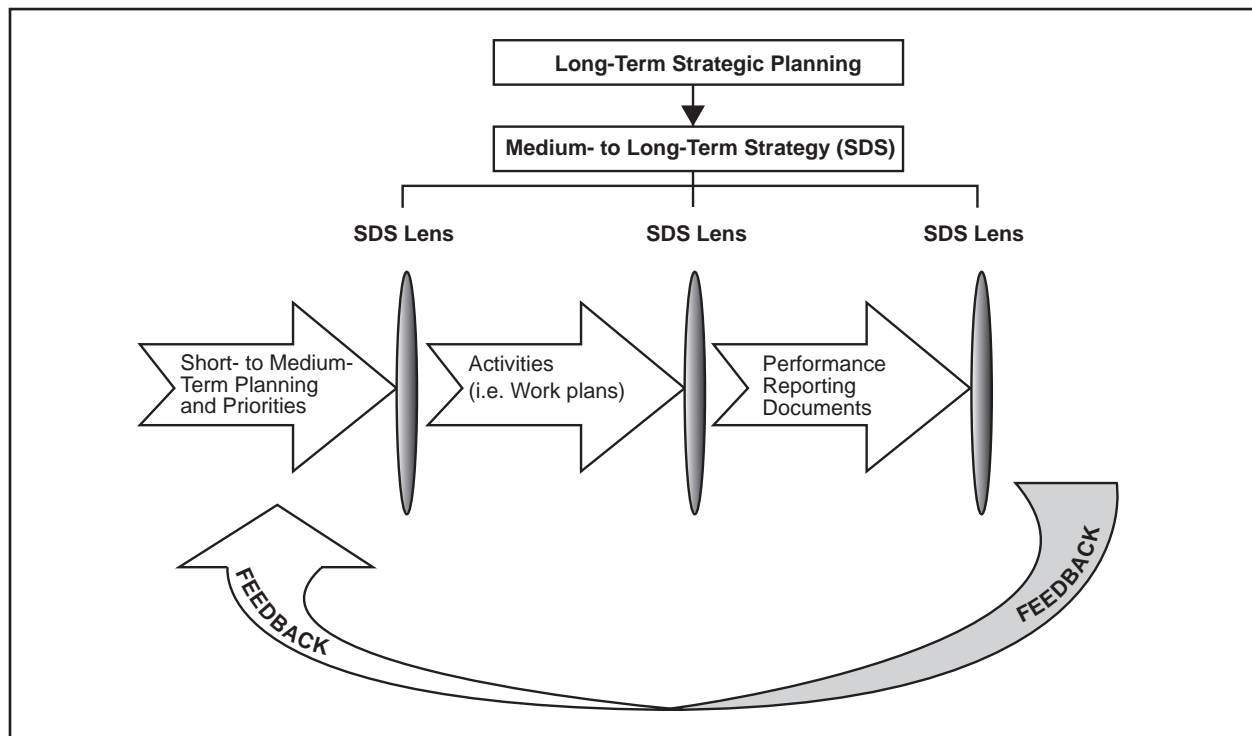 Long-Term Strategic Planning
Medium- to Long-Term Strategy (SDS)
SDS Lens
SDS Lens
SDS Lens
Short- to Medium-
Term Planning
and Priorities
Activities
(i.e. Work plans)
Performance
Reporting
Documents
FEEDBACK
FEEDBACK